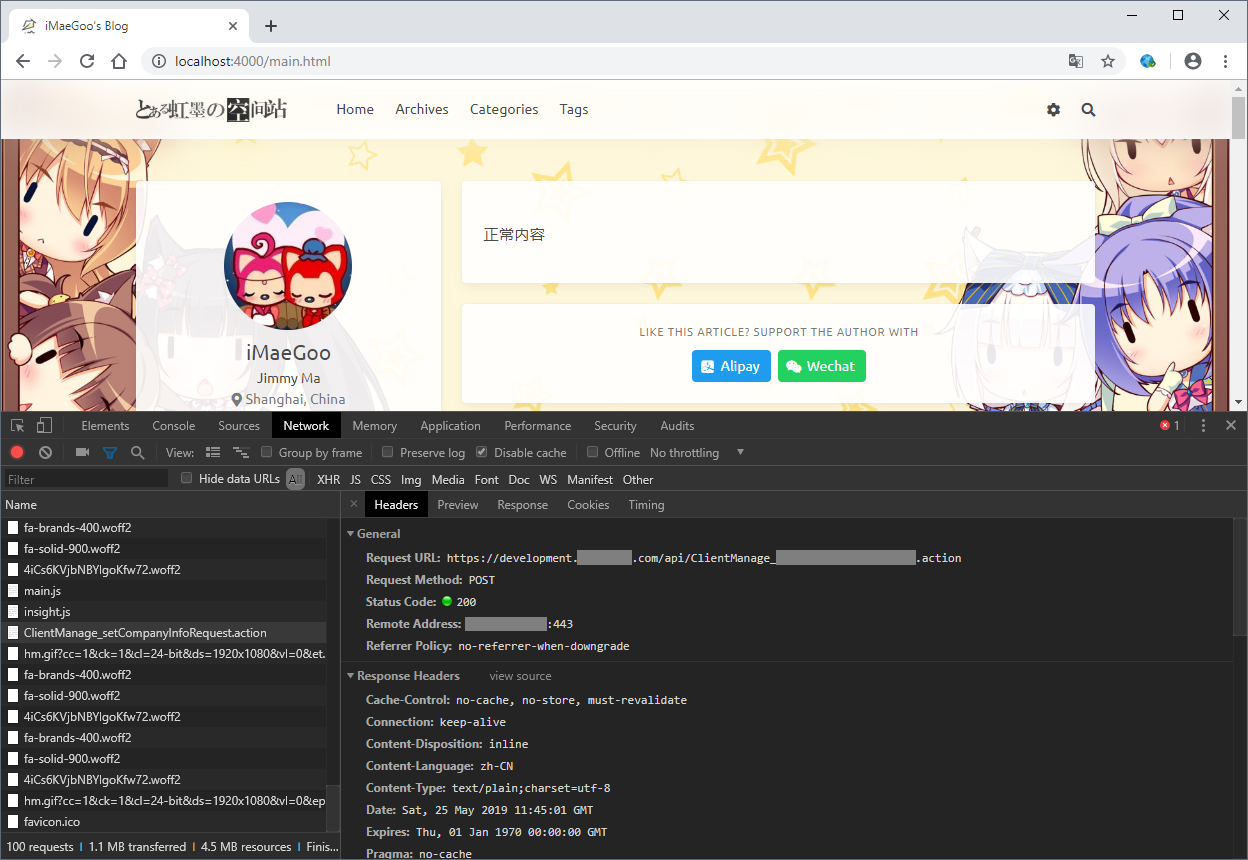 iMaeGoo's Blog
localhost:4000/main.html
とある虹墨の空间站 Home Archives Categories Tags
正常内容
LIKE THIS ARTICLE? SUPPORT THE AUTHOR WITH
Alipay Wechat
iMaeGoo
Jimmy Ma
Shanghai, China
Elements Console Sources Network Memory Application Performance Security Audits 1
View: Group by frame Preserve log Disable cache Offline No throttling
Filter Hide data URLs All XHR JS CSS Img Media Font Doc WS Manifest Other
Name
fa-brands-400.woff2
fa-solid-900.woff2
4iCs6KVjbNBYlgoKfw72.woff2
main.js
insight.js
ClientManage_setCompanyInfoRequest.action
hm.gif?cc=1&ck=1&cl=24-bit&ds=1920x1080&vl=0&et.
fa-brands-400.woff2
fa-solid-900.woff2
4iCs6KVjbNBYlgoKfw72.woff2
fa-brands-400.woff2
fa-solid-900.woff2
4iCs6KVjbNBYlgoKfw72.woff2
hm.gif?cc=1&ck=1&cl=24-bit&ds=1920x1080&vl=0&ep
favicon.ico
100 requests 1.1 MB transferred 4.5 MB resources Finis...
Headers Preview Response Cookies Timing
General
Request URL: https://development. .com/api/ClientManage_ .action
Request Method: POST
Status Code: 200
Remote Address: :443
Referrer Policy: no-referrer-when-downgrade
Response Headers view source
Cache-Control: no-cache, no-store, must-revalidate
Connection: keep-alive
Content-Disposition: inline
Content-Language: zh-CN
Content-Type: text/plain;charset=utf-8
Date: Sat, 25 May 2019 11:45:01 GMT
Expires: Thu, 01 Jan 1970 00:00:00 GMT
Pragma: no-cache